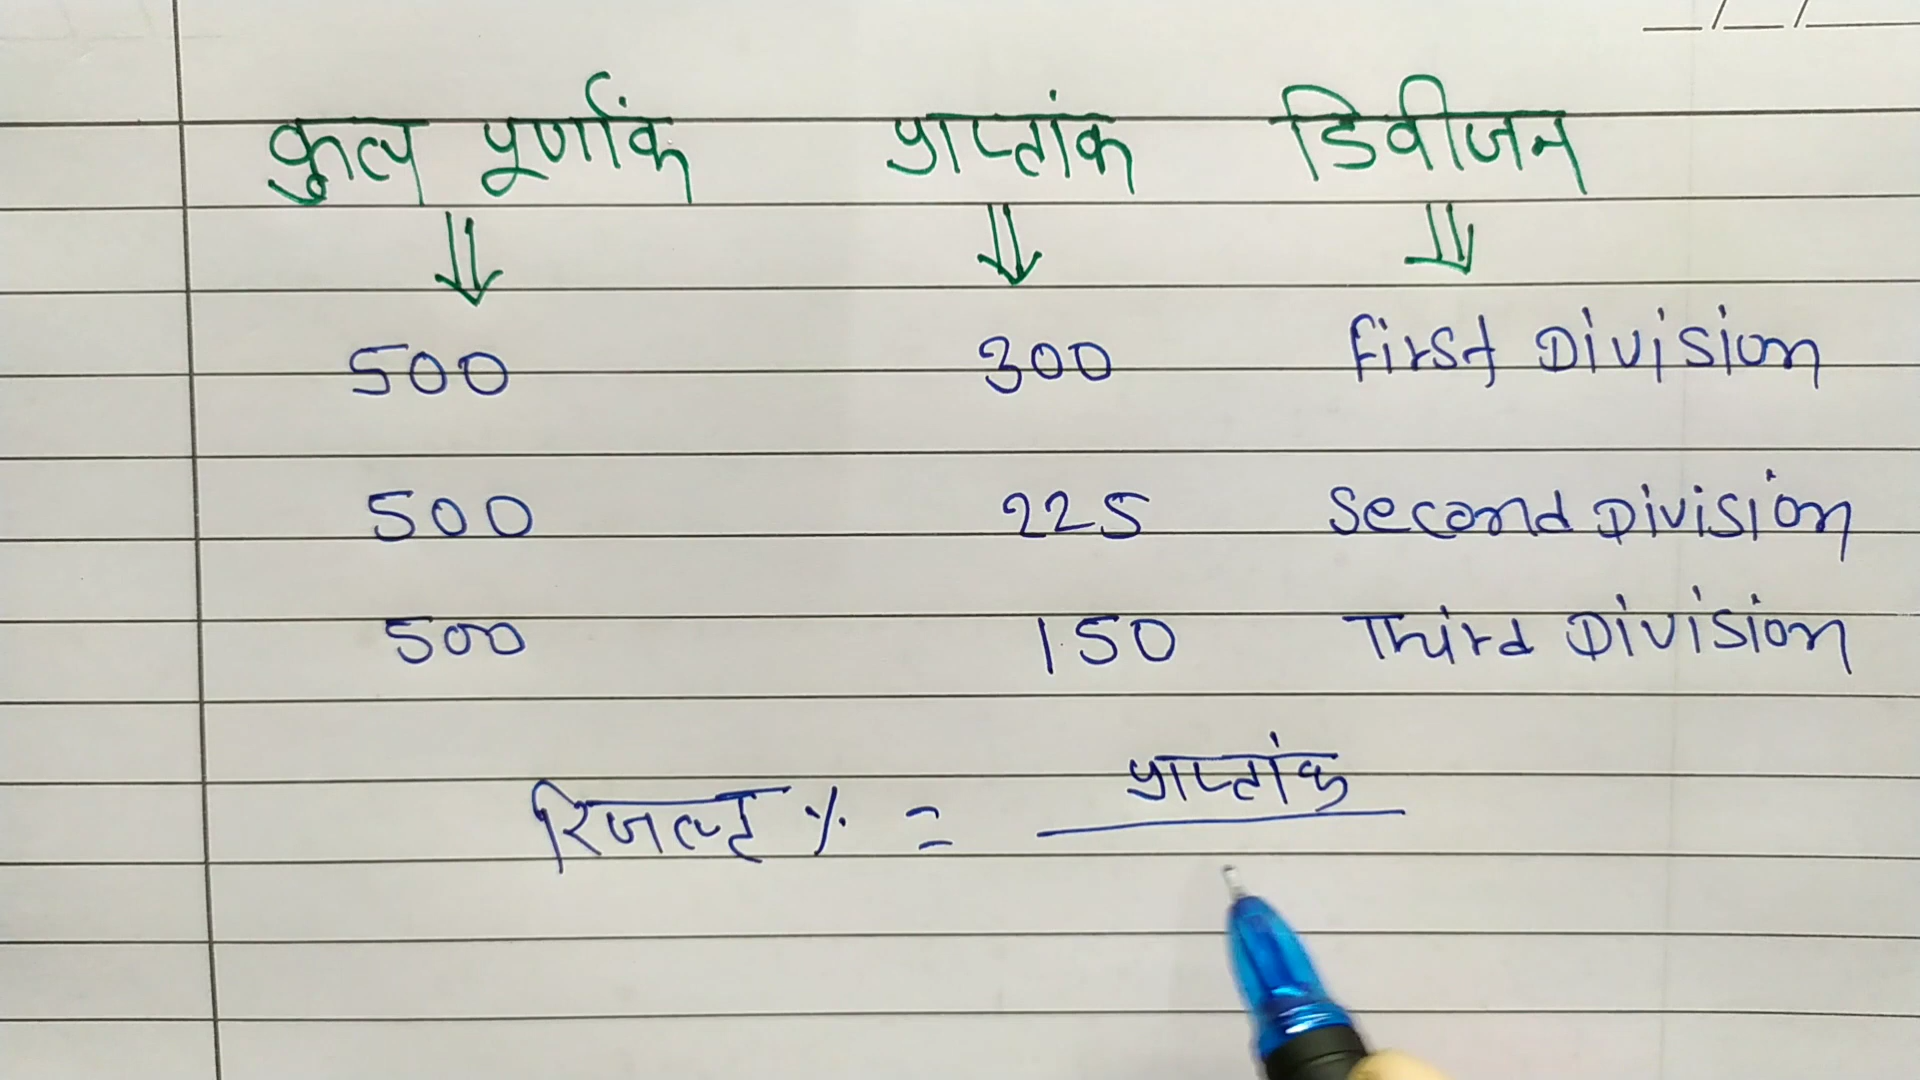 कुल पूर्णांक प्राप्तांक डिवीजन
500 300 First Division
500 225 Second Division
500 150 Third Division
प्राप्तांक
रिजल्ट % =